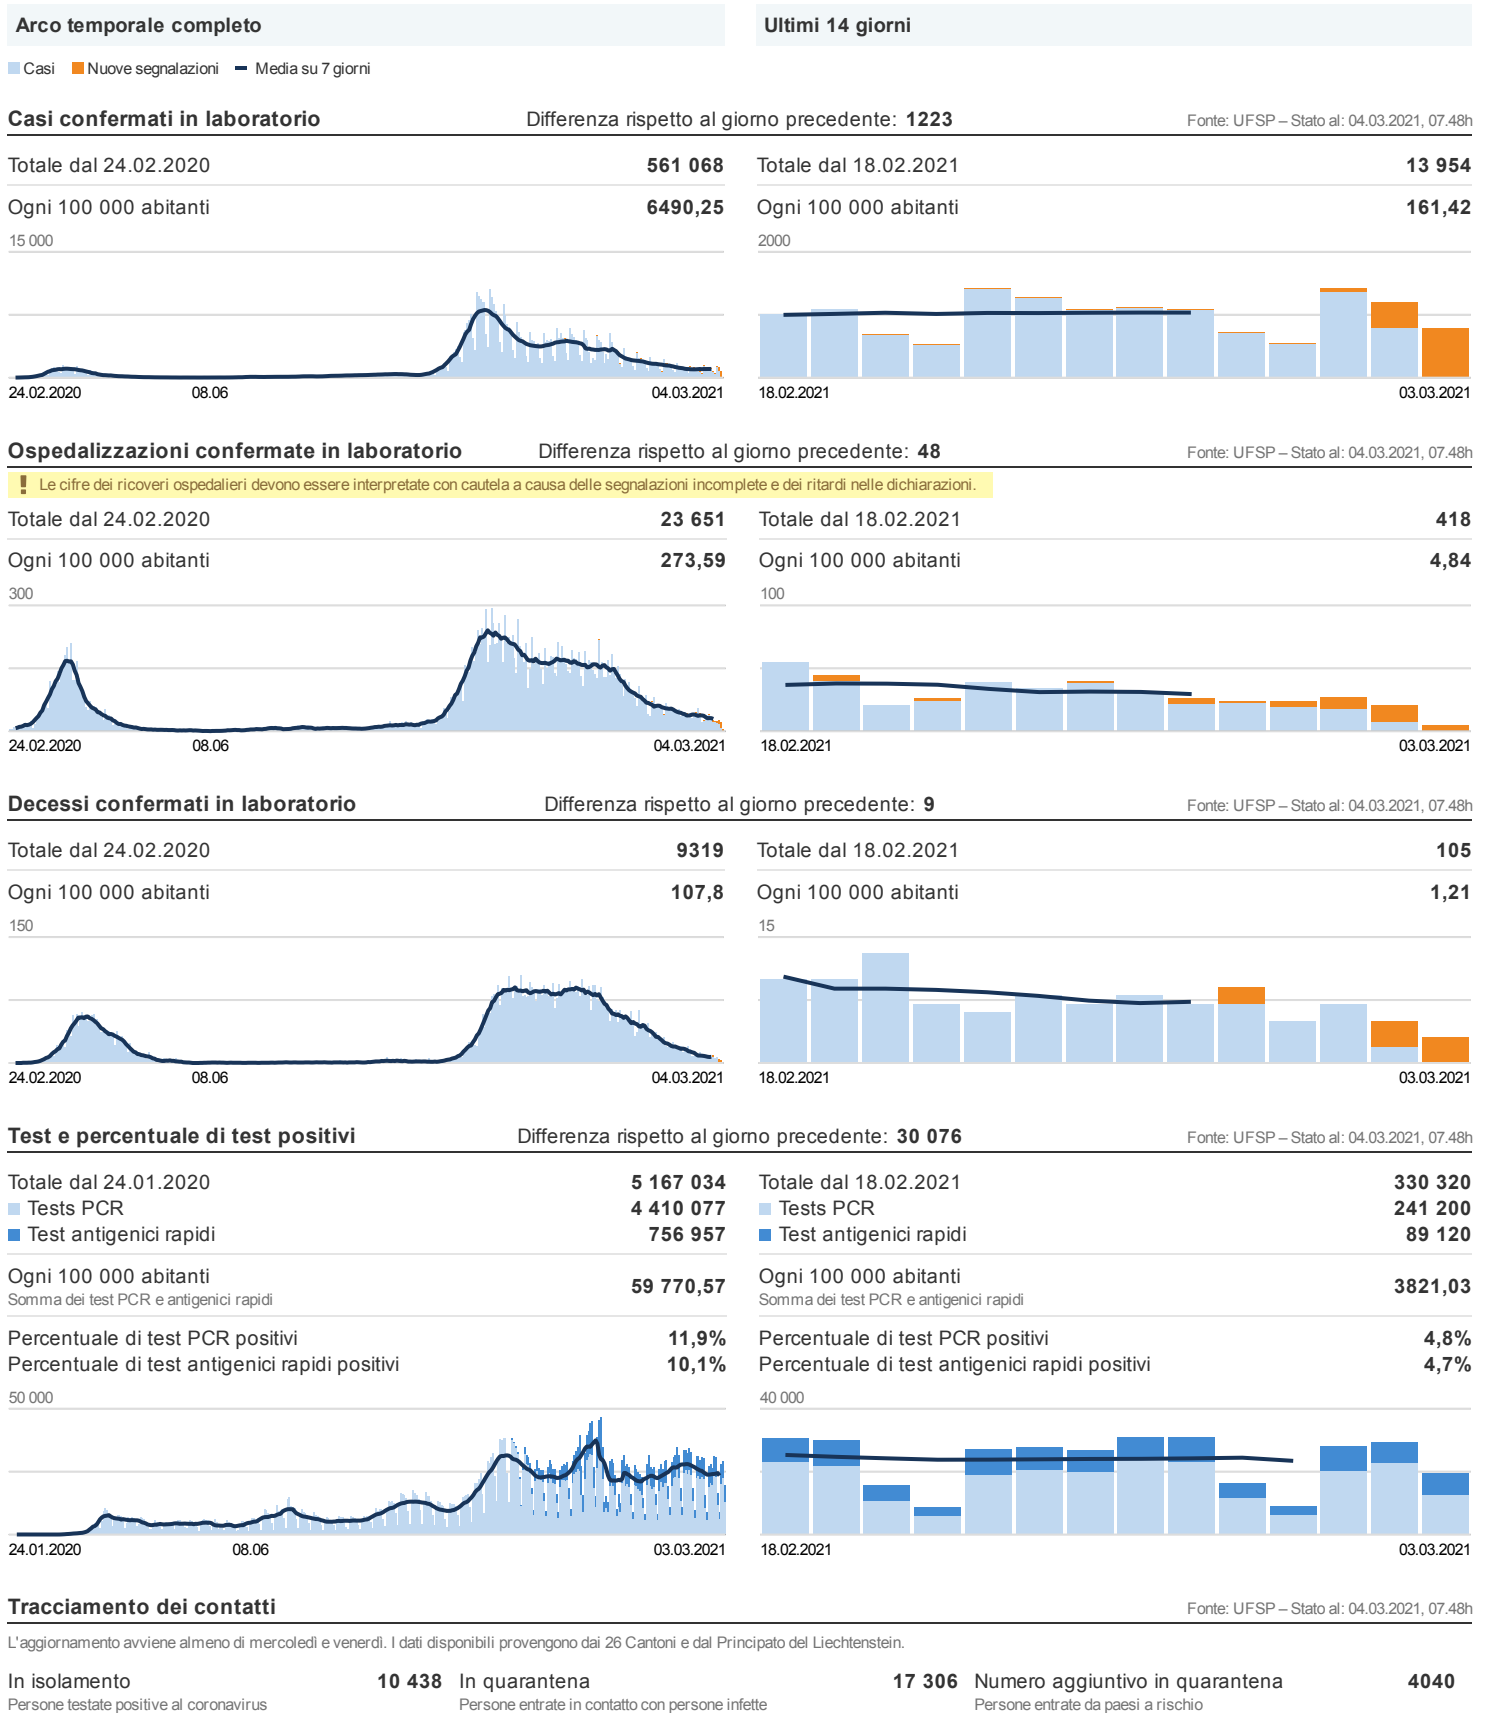 Arco temporale completo
Ultimi 14 giorni
Casi Nuove segnalazioni Media su 7 giorni
Casi confermati in laboratorio Differenza rispetto al giorno precedente: 1223 Fonte: UFSP – Stato al: 04.03.2021, 07.48h
Totale dal 24.02.2020 561 068
Ogni 100 000 abitanti 6490,25
15 000
24.02.2020 08.06 04.03.2021
Totale dal 18.02.2021 13 954
Ogni 100 000 abitanti 161,42
2000
18.02.2021 03.03.2021
Ospedalizzazioni confermate in laboratorio Differenza rispetto al giorno precedente: 48 Fonte: UFSP – Stato al: 04.03.2021, 07.48h
! Le cifre dei ricoveri ospedalieri devono essere interpretate con cautela a causa delle segnalazioni incomplete e dei ritardi nelle dichiarazioni.
Totale dal 24.02.2020 23 651
Ogni 100 000 abitanti 273,59
300
24.02.2020 08.06 04.03.2021
Totale dal 18.02.2021 418
Ogni 100 000 abitanti 4,84
100
18.02.2021 03.03.2021
Decessi confermati in laboratorio Differenza rispetto al giorno precedente: 9 Fonte: UFSP – Stato al: 04.03.2021, 07.48h
Totale dal 24.02.2020 9319
Ogni 100 000 abitanti 107,8
150
24.02.2020 08.06 04.03.2021
Totale dal 18.02.2021 105
Ogni 100 000 abitanti 1,21
15
18.02.2021 03.03.2021
Test e percentuale di test positivi Differenza rispetto al giorno precedente: 30 076 Fonte: UFSP – Stato al: 04.03.2021, 07.48h
Totale dal 24.01.2020 5 167 034
Tests PCR 4 410 077
Test antigenici rapidi 756 957
Ogni 100 000 abitanti 59 770,57
Somma dei test PCR e antigenici rapidi
Percentuale di test PCR positivi 11,9%
Percentuale di test antigenici rapidi positivi 10,1%
50 000
24.01.2020 08.06 03.03.2021
Totale dal 18.02.2021 330 320
Tests PCR 241 200
Test antigenici rapidi 89 120
Ogni 100 000 abitanti 3821,03
Somma dei test PCR e antigenici rapidi
Percentuale di test PCR positivi 4,8%
Percentuale di test antigenici rapidi positivi 4,7%
40 000
18.02.2021 03.03.2021
Tracciamento dei contatti Fonte: UFSP – Stato al: 04.03.2021, 07.48h
L'aggiornamento avviene almeno di mercoledì e venerdì. I dati disponibili provengono dai 26 Cantoni e dal Principato del Liechtenstein.
In isolamento 10 438
Persone testate positive al coronavirus
In quarantena 17 306
Persone entrate in contatto con persone infette
Numero aggiuntivo in quarantena 4040
Persone entrate da paesi a rischio